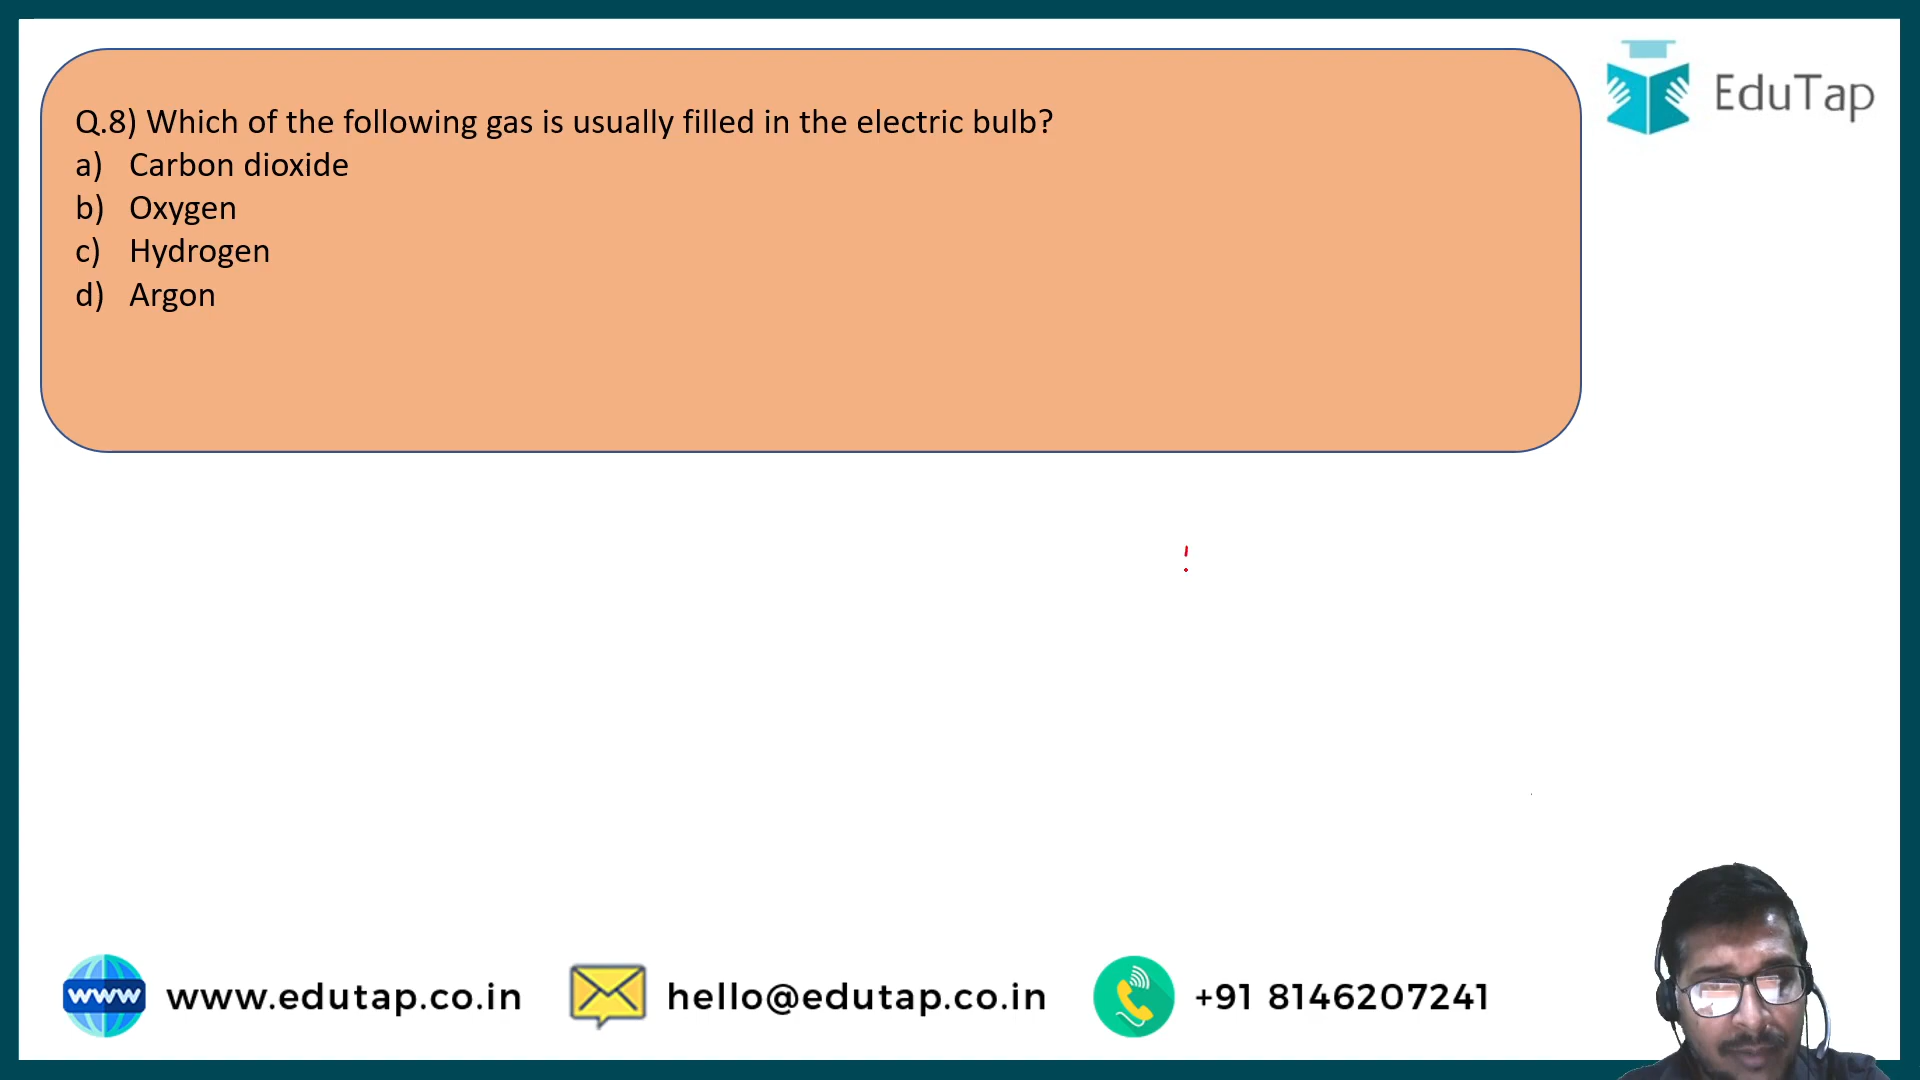 Q.8) Which of the following gas is usually filled in the electric bulb?
a) Carbon dioxide
b) Oxygen
c) Hydrogen
d) Argon
EduTap
!
www www.edutap.co.in hello@edutap.co.in +91 8146207241